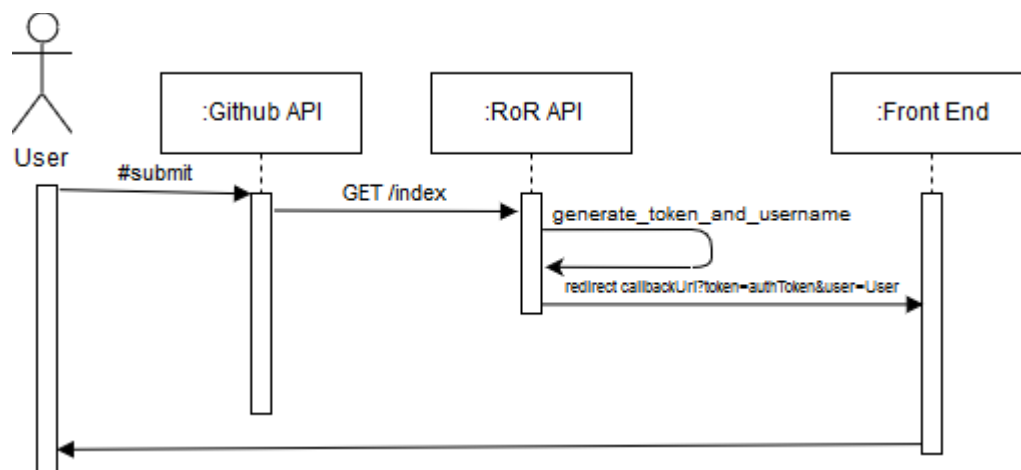 :Github API
:RoR API
:Front End
User
#submit
GET /index
generate_token_and_username
redirect callbackUrl?token=authToken&user=User